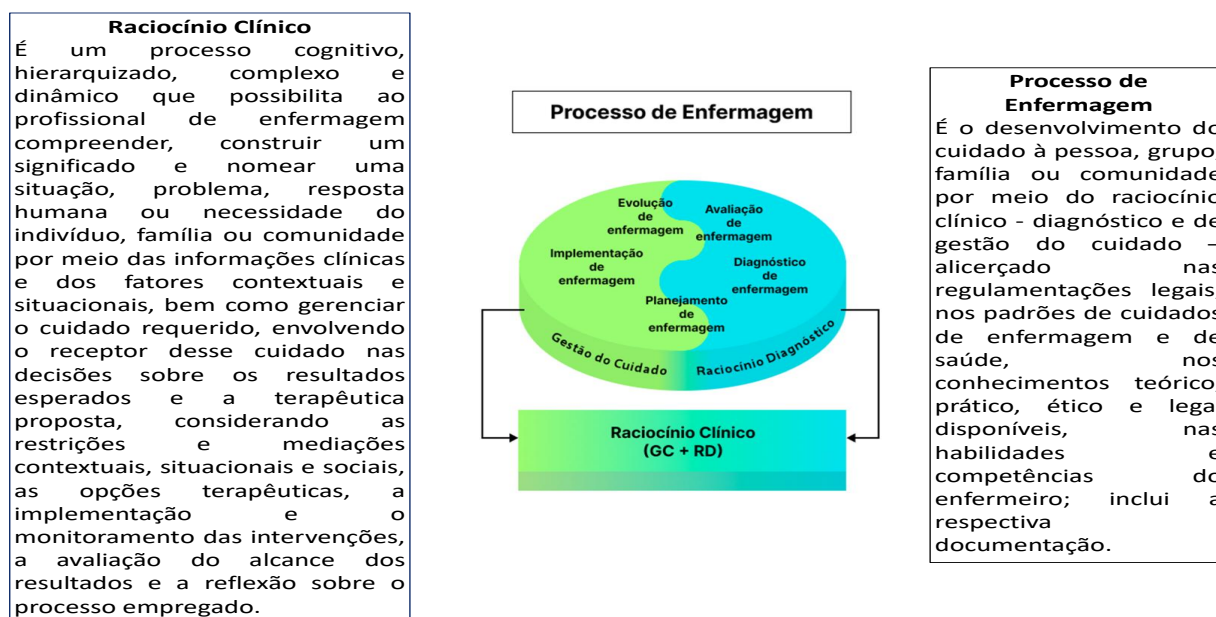 Raciocínio Clínico
É um processo cognitivo,
hierarquizado, complexo e
dinâmico que possibilita ao
profissional de enfermagem
compreender, construir um
significado e nomear uma
situação, problema, resposta
humana ou necessidade do
indivíduo, família ou comunidade
por meio das informações clínicas
e dos fatores contextuais e
situacionais, bem como gerenciar
o cuidado requerido, envolvendo
o receptor desse cuidado nas
decisões sobre os resultados
esperados e a terapêutica
proposta, considerando as
restrições e mediações
contextuais, situacionais e sociais,
as opções terapêuticas, a
implementação e o
monitoramento das intervenções,
a avaliação do alcance dos
resultados e a reflexão sobre o
processo empregado.
Processo de Enfermagem
Evolução
de
enfermagem
Avaliação
de
enfermagem
Implementação
de
enfermagem
Diagnóstico
de
enfermagem
Planejamento
de
enfermagem
Gestão do Cuidado
Raciocínio Diagnóstico
Raciocínio Clínico
(GC + RD)
Processo de
Enfermagem
É o desenvolvimento do
cuidado à pessoa, grupo,
família ou comunidade
por meio do raciocínio
clínico - diagnóstico e de
gestão do cuidado –
alicerçado nas
regulamentações legais,
nos padrões de cuidados
de enfermagem e de
saúde, nos
conhecimentos teórico,
prático, ético e legal
disponíveis, nas
habilidades e
competências do
enfermeiro; inclui a
respectiva
documentação.